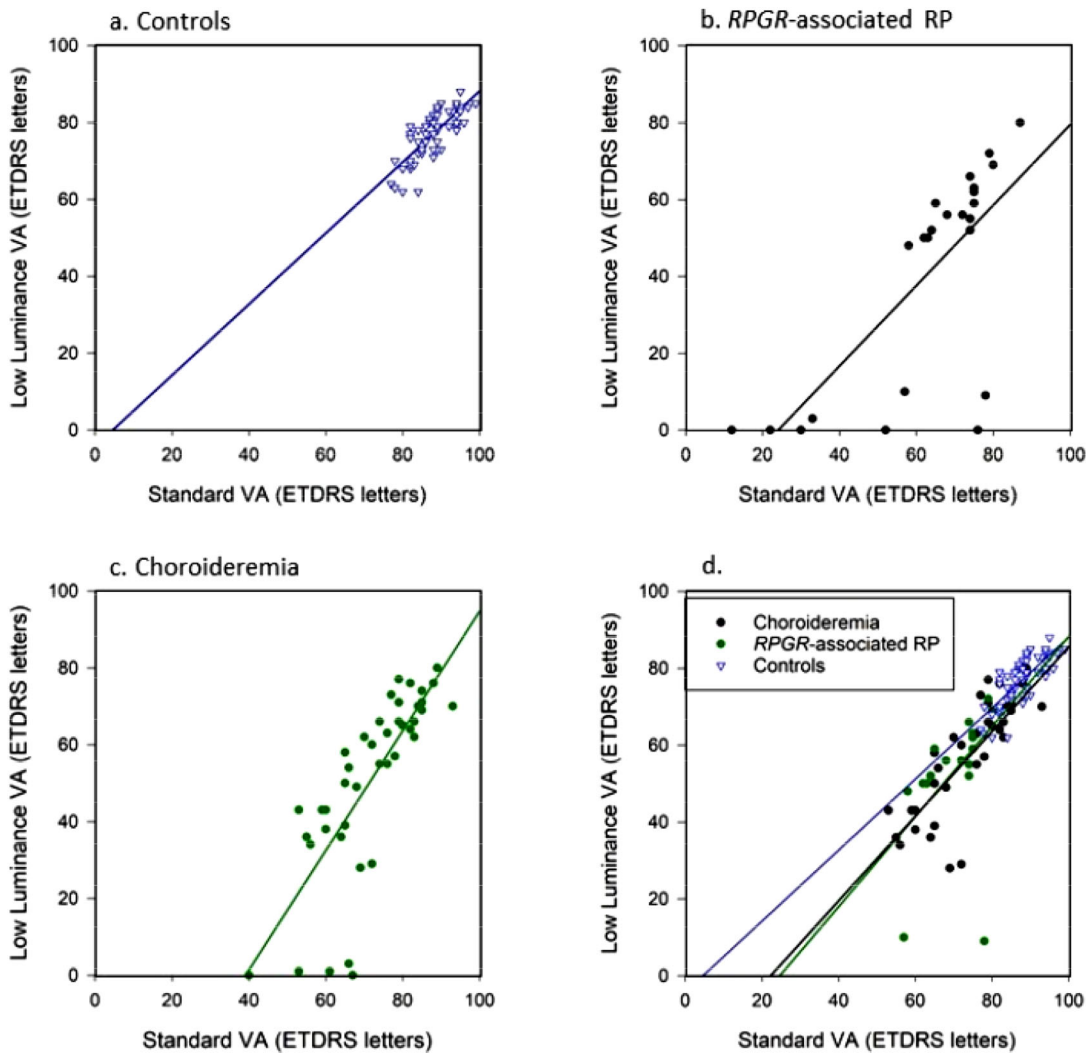 a. Controls
Low Luminance VA (ETDRS letters)
100
80
60
40
20
0
0 20 40 60 80 100
Standard VA (ETDRS letters)
b. RPGR-associated RP
Low Luminance VA (ETDRS letters)
100
80
60
40
20
0
0 20 40 60 80 100
Standard VA (ETDRS letters)
c. Choroideremia
Low Luminance VA (ETDRS letters)
100
80
60
40
20
0
0 20 40 60 80 100
Standard VA (ETDRS letters)
d.
Low Luminance VA (ETDRS letters)
100
80
60
40
20
0
Choroideremia
RPGR-associated RP
Controls
0 20 40 60 80 100
Standard VA (ETDRS letters)